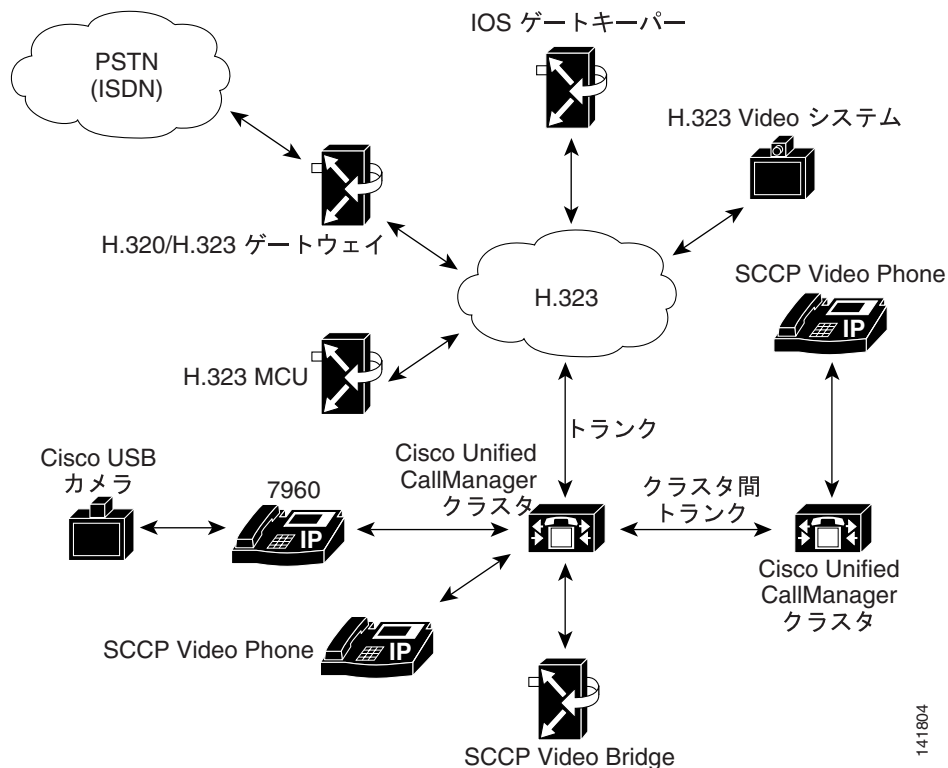 IOS ゲートキーパー
PSTN
(ISDN)
H.323 Video システム
H.320/H.323 ゲートウェイ
H.323
SCCP Video Phone
IP
H.323 MCU
トランク
Cisco USB
カメラ
7960
IP
Cisco Unified
CallManager
クラスタ
クラスタ間
トランク
Cisco Unified
CallManager
クラスタ
SCCP Video Phone
IP
SCCP Video Bridge
141804